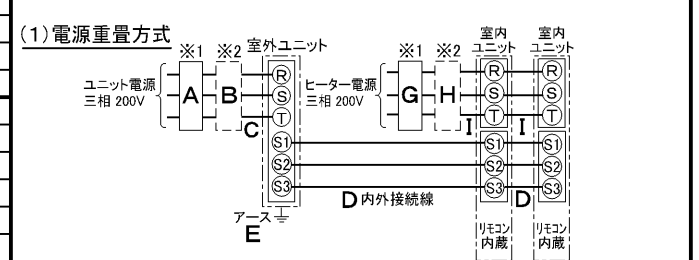 (1)電源重畳方式
※1 ※2 室外ユニット
ユニット電源
三相 200V
A B C
R
S
T
S1
S2
S3
アース
E
※1 ※2
ヒーター電源
三相 200V
G H
室内
ユニット
R
S
T
I
S1
S2
S3
D 内外接続線
リモコン
内蔵
室内
ユニット
R
S
T
I
S1
S2
S3
D
リモコン
内蔵